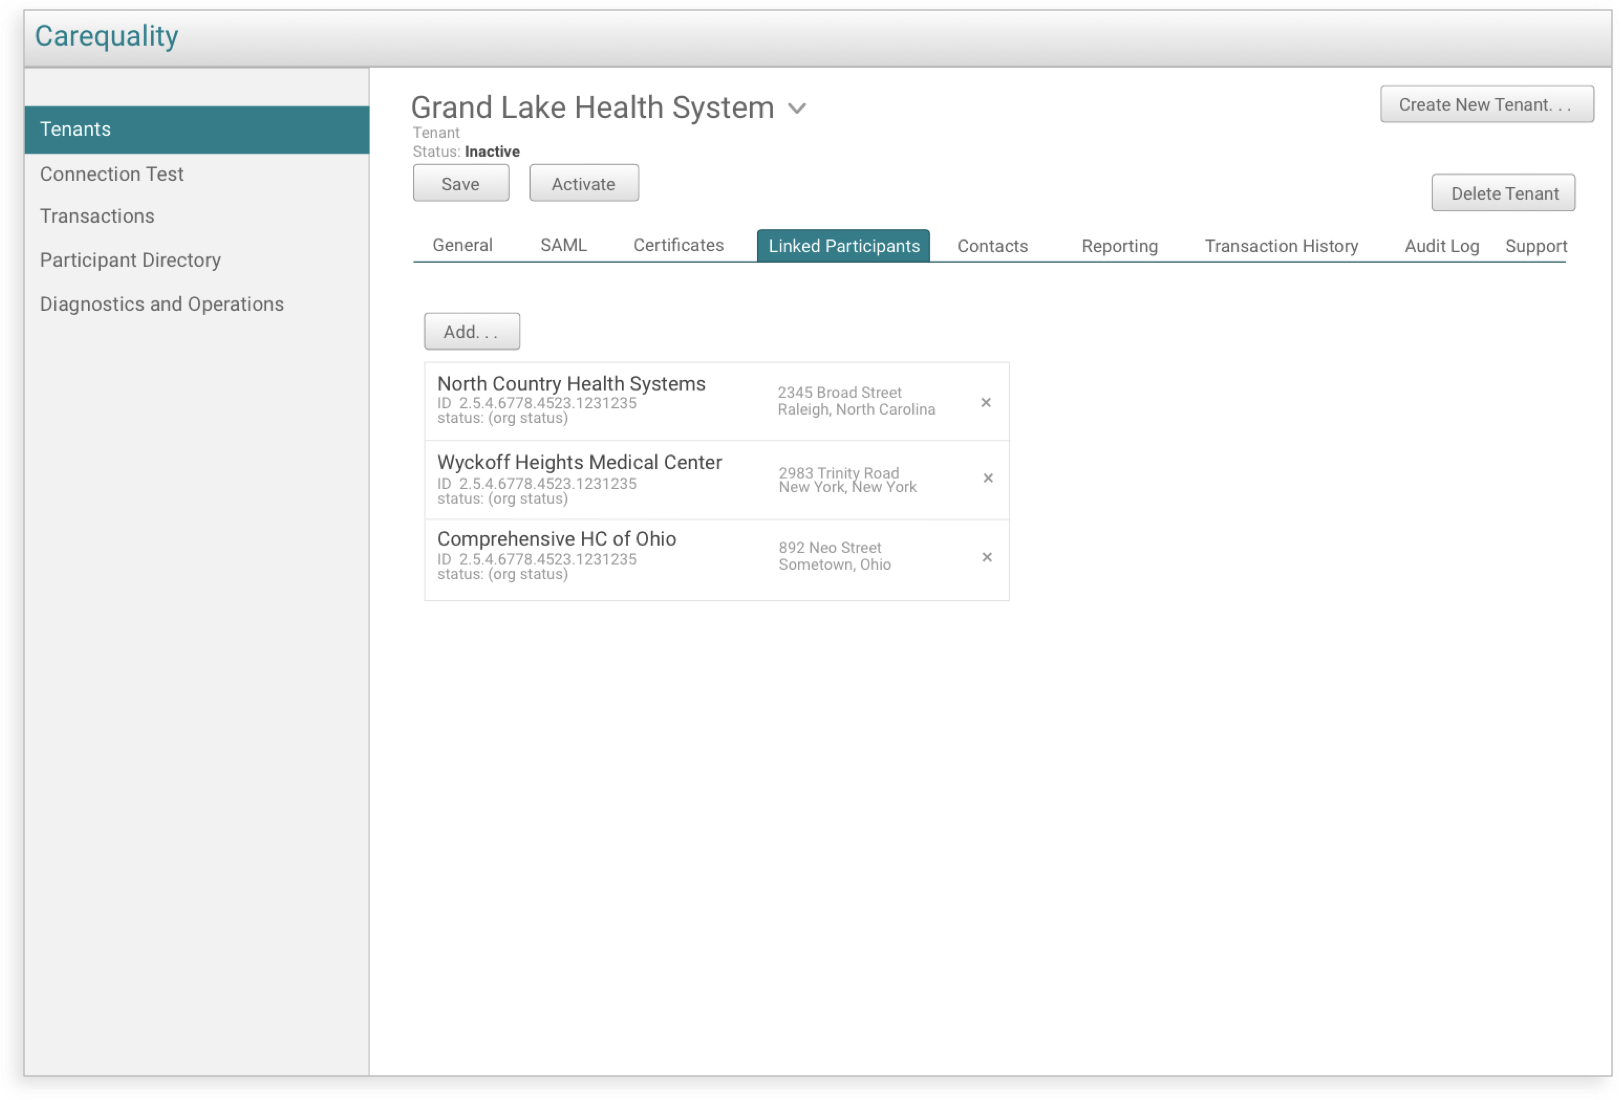 Carequality
Tenants
Connection Test
Transactions
Participant Directory
Diagnostics and Operations
Grand Lake Health System
Tenant
Status: Inactive
Save
Activate
Create New Tenant. . .
Delete Tenant
General
SAML
Certificates
Linked Participants
Contacts
Reporting
Transaction History
Audit Log
Support
Add. . .
North Country Health Systems
ID 2.5.4.6778.4523.1231235
status: (org status)
2345 Broad Street
Raleigh, North Carolina
×
Wyckoff Heights Medical Center
ID 2.5.4.6778.4523.1231235
status: (org status)
2983 Trinity Road
New York, New York
×
Comprehensive HC of Ohio
ID 2.5.4.6778.4523.1231235
status: (org status)
892 Neo Street
Sometown, Ohio
×